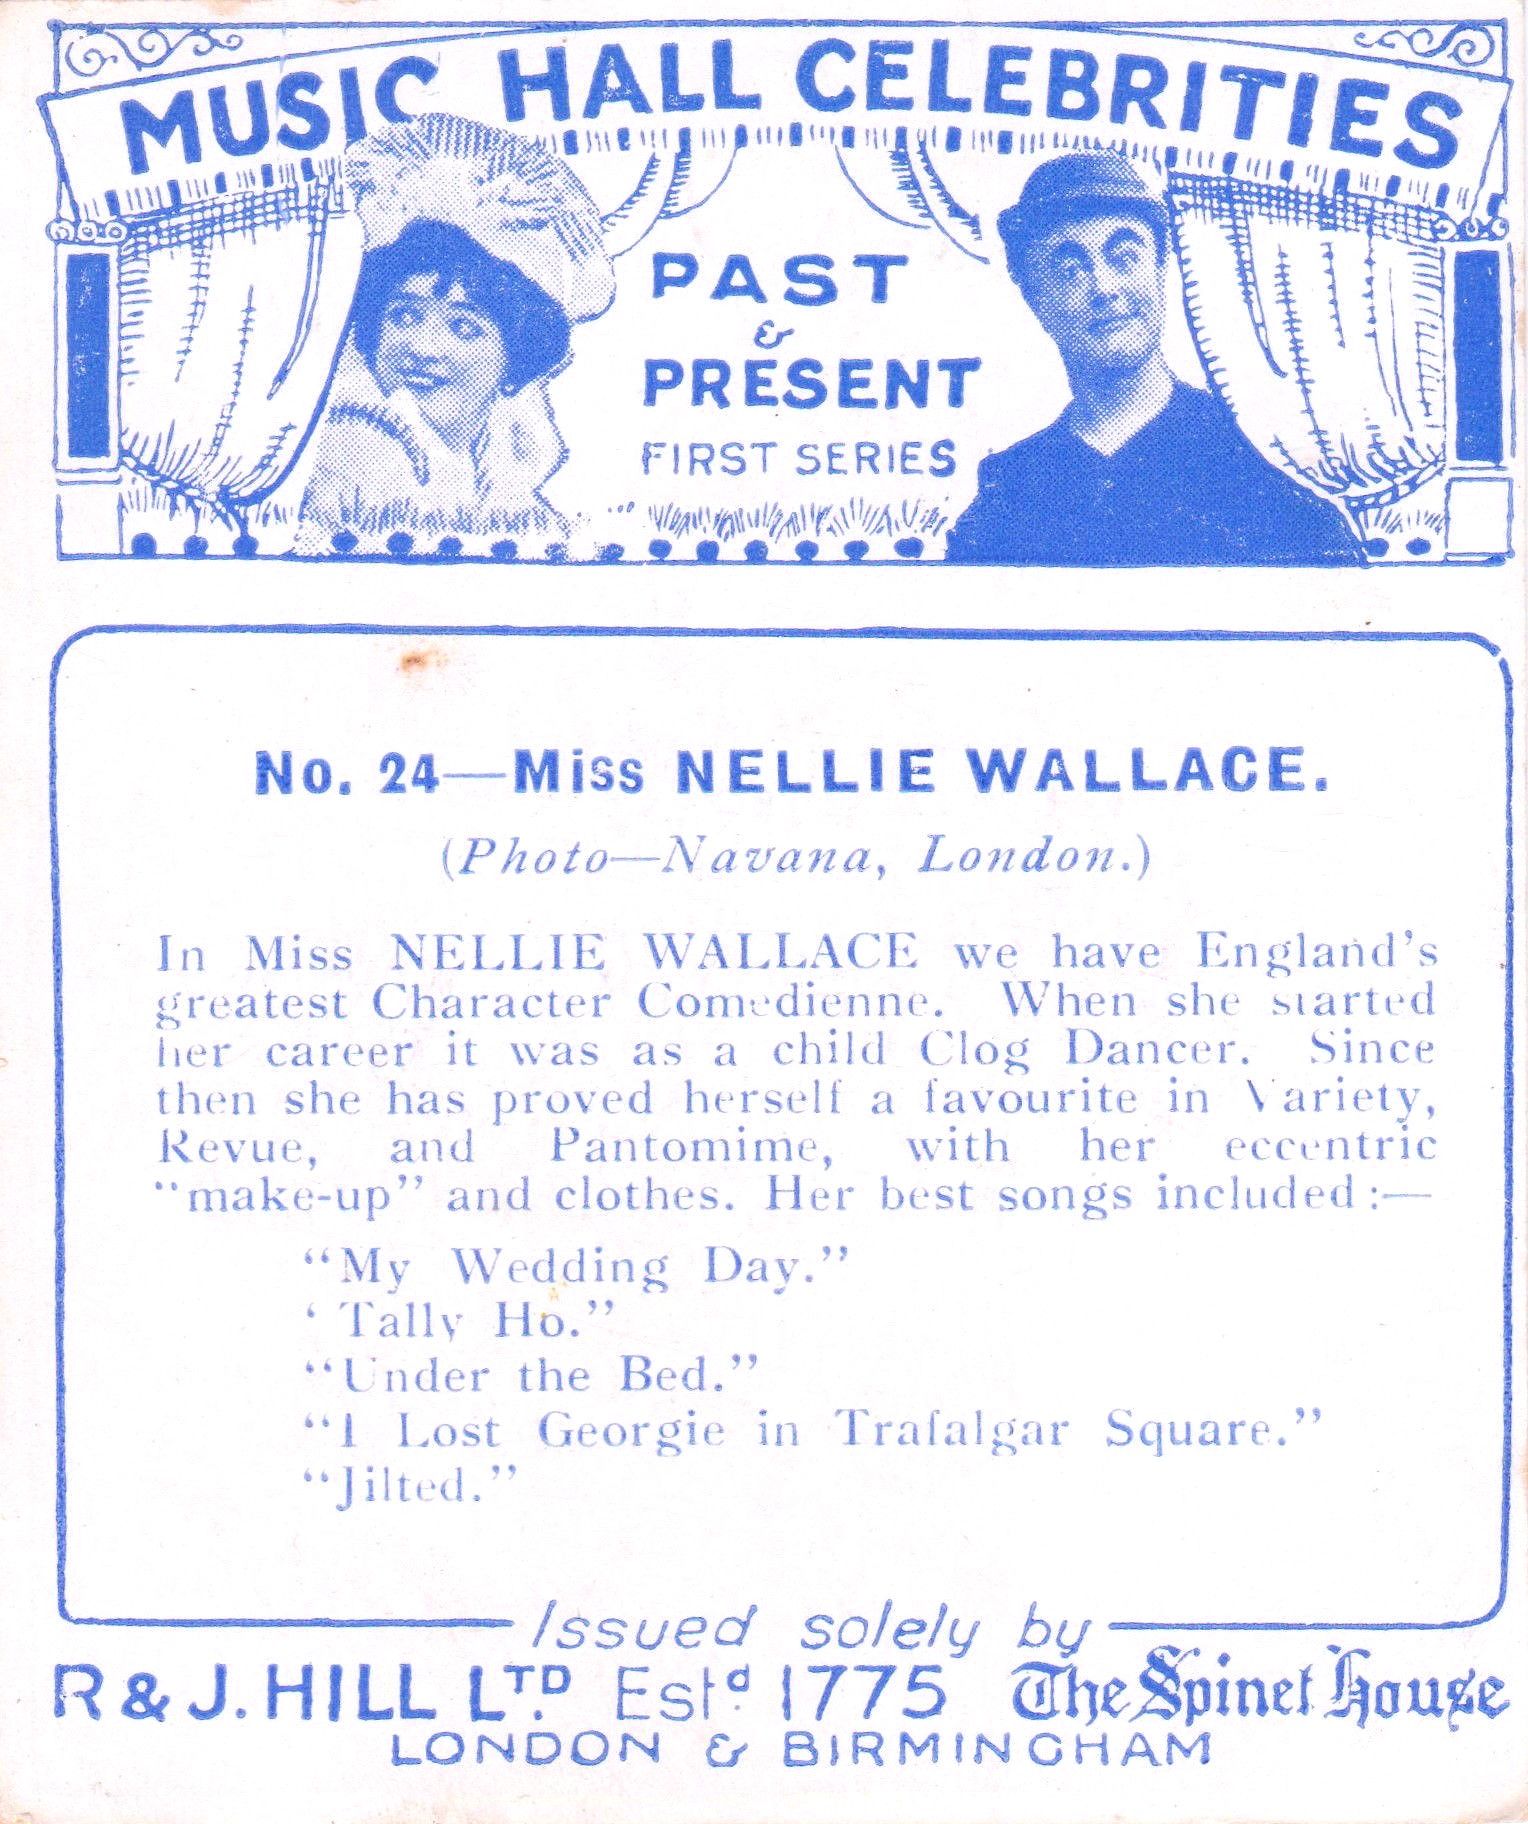 MUSIC HALL CELEBRITIES
PAST
&
PRESENT
FIRST SERIES
No. 24—Miss NELLIE WALLACE.
(Photo—Navana, London.)
In Miss NELLIE WALLACE we have England's
greatest Character Comedienne. When she started
her career it was as a child Clog Dancer. Since
then she has proved herself a favourite in Variety,
Revue, and Pantomime, with her eccentric
"make-up" and clothes. Her best songs included:—
"My Wedding Day."
'Tally Ho."
"Under the Bed."
"I Lost Georgie in Trafalgar Square."
"Jilted."
Issued solely by
R & J. HILL LTD. Estd. 1775 The Spinet House
LONDON & BIRMINGHAM